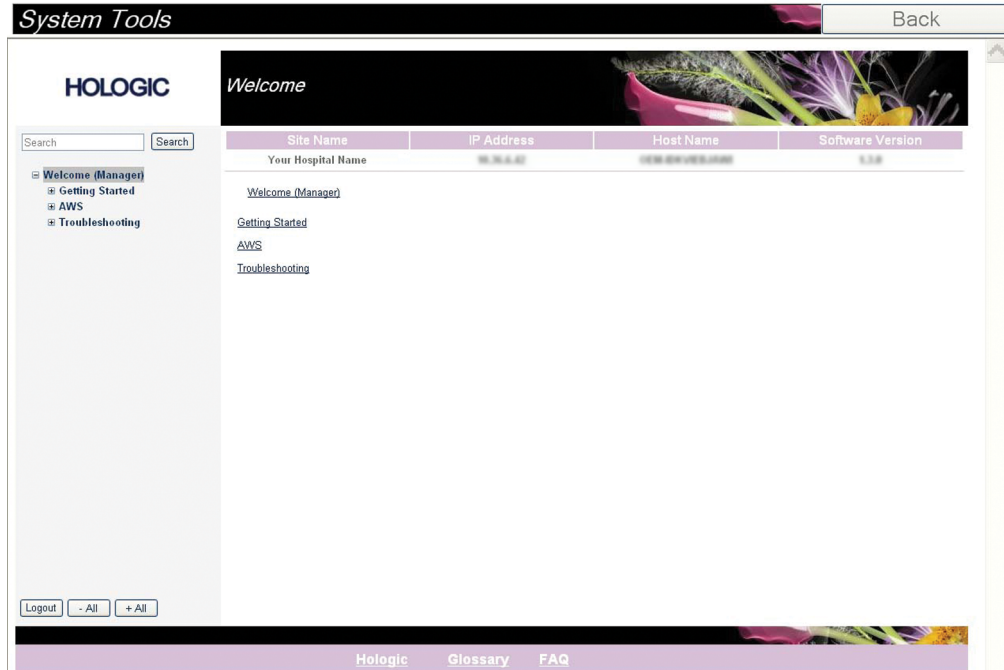 System Tools
Back
HOLOGIC
Welcome
Search
Search
Site Name
IP Address
Host Name
Software Version
Your Hospital Name
Welcome (Manager)
Getting Started
AWS
Troubleshooting
Welcome (Manager)
Getting Started
AWS
Troubleshooting
Logout
- All
+ All
Hologic
Glossary
FAQ